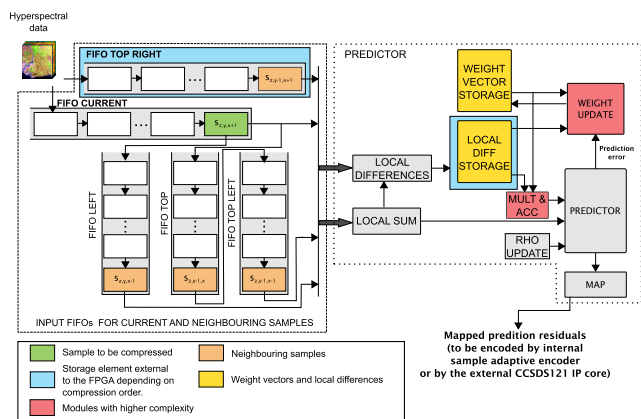 Hyperspectral
data
FIFO TOP RIGHT
...
s z,y-1,x+1
FIFO CURRENT
...
s z,y,x+1
FIFO LEFT
FIFO TOP
FIFO TOP LEFT
...
...
...
s z,y,x-1
s z,y-1,x
s z,y-1,x-1
INPUT FIFOs FOR CURRENT AND NEIGHBOURING SAMPLES
PREDICTOR
WEIGHT
VECTOR
STORAGE
WEIGHT
UPDATE
LOCAL
DIFFERENCES
LOCAL
DIFF
STORAGE
Prediction
error
MULT &
ACC
LOCAL SUM
PREDICTOR
RHO
UPDATE
MAP
Mapped predition residuals
(to be encoded by internal
sample adaptive encoder
or by the external CCSDS121 IP core)
Sample to be compressed
Storage element external
to the FPGA depending on
compression order.
Modules with higher complexity
Neighbouring samples
Weight vectors and local differences